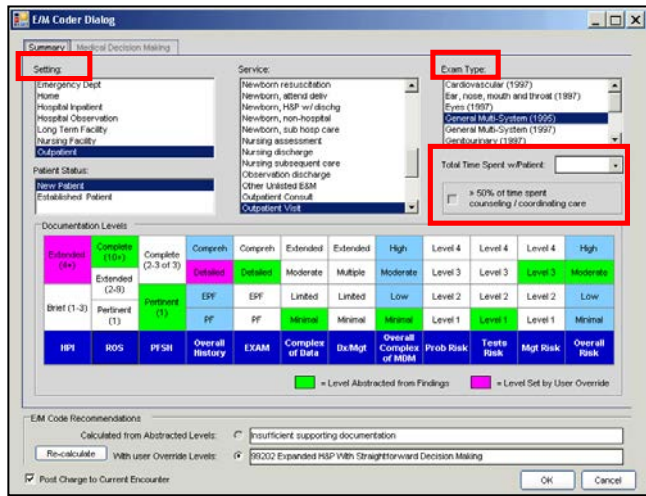 E/M Coder Dialog
Summary Medical Decision Making
Setting:
Emergency Dept
Home
Hospital Inpatient
Hospital Observation
Long Term Facility
Nursing Facility
Outpatient
Patient Status:
New Patient
Established Patient
Service:
Newborn resuscitation
Newborn, attend deliv
Newborn, H&P w/ dischg
Newborn, non-hospital
Newborn, sub hosp care
Nursing assessment
Nursing discharge
Nursing subsequent care
Observation discharge
Other Unlisted E&M
Outpatient Consult
Outpatient Visit
Exam Type:
Cardiovascular (1997)
Ear, nose, mouth and throat (1997)
Eyes (1997)
General Multi-System (1995)
General Multi-System (1997)
Genitourinary (1997)
Total Time Spent w/Patient:
> 50% of time spent
counseling / coordinating care
Documentation Levels
Extended (4+) Complete (10+) Complete (2-3 of 3) Compreh Compreh Extended Extended High Level 4 Level 4 Level 4 High
Extended (2-9) Detailed Detailed Moderate Multiple Moderate Level 3 Level 3 Level 3 Moderate
Brief (1-3) Pertinent (1) Pertinent (1) EPF EPF Limited Limited Low Level 2 Level 2 Level 2 Low
PF PF Minimal Minimal Minimal Level 1 Level 1 Level 1 Minimal
HPI ROS PFSH Overall History EXAM Complex of Data Dx/Mgt Overall Complex of MDM Prob Risk Tests Risk Mgt Risk Overall Risk
= Level Abstracted from Findings = Level Set by User Override
E/M Code Recommendations
Calculated from Abstracted Levels: Insufficient supporting documentation
Re-calculate With user Override Levels: 99202 Expanded H&P With Straightforward Decision Making
Post Charge to Current Encounter
OK Cancel